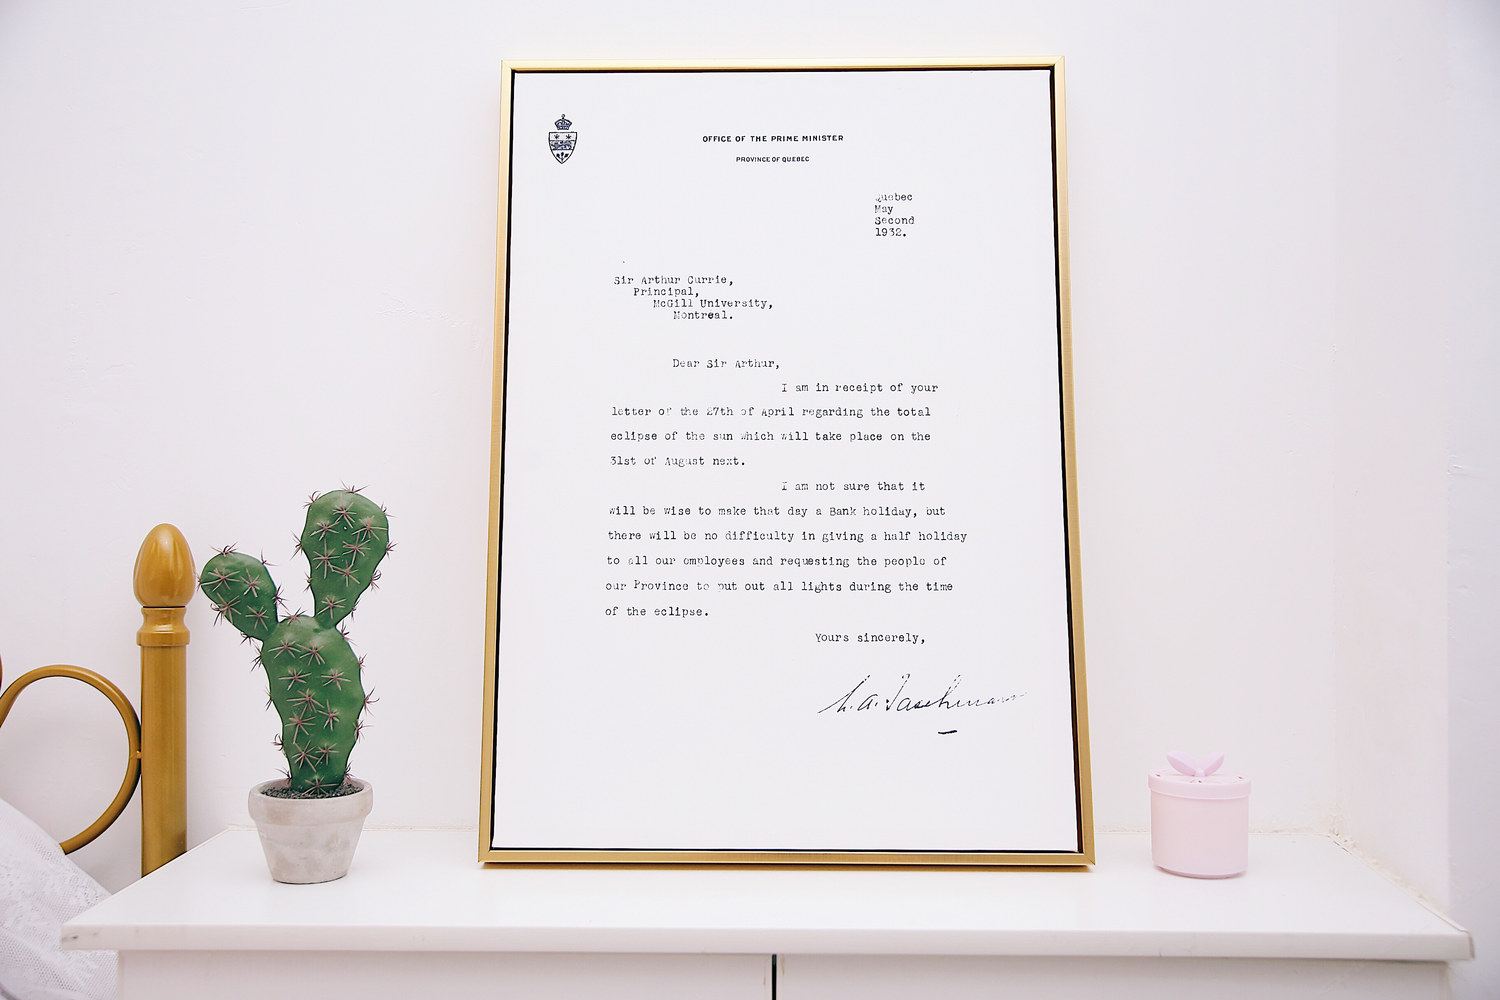 OFFICE OF THE PRIME MINISTER
PROVINCE OF QUEBEC
Quebec
May
Second
1932.
Sir Arthur Currie,
Principal,
McGill University,
Montreal.
Dear Sir Arthur,
I am in receipt of your
letter of the 27th of April regarding the total
eclipse of the sun which will take place on the
31st of August next.
I am not sure that it
will be wise to make that day a Bank holiday, but
there will be no difficulty in giving a half holiday
to all our employees and requesting the people of
our Province to put out all lights during the time
of the eclipse.
Yours sincerely,
L.A. Taschereau